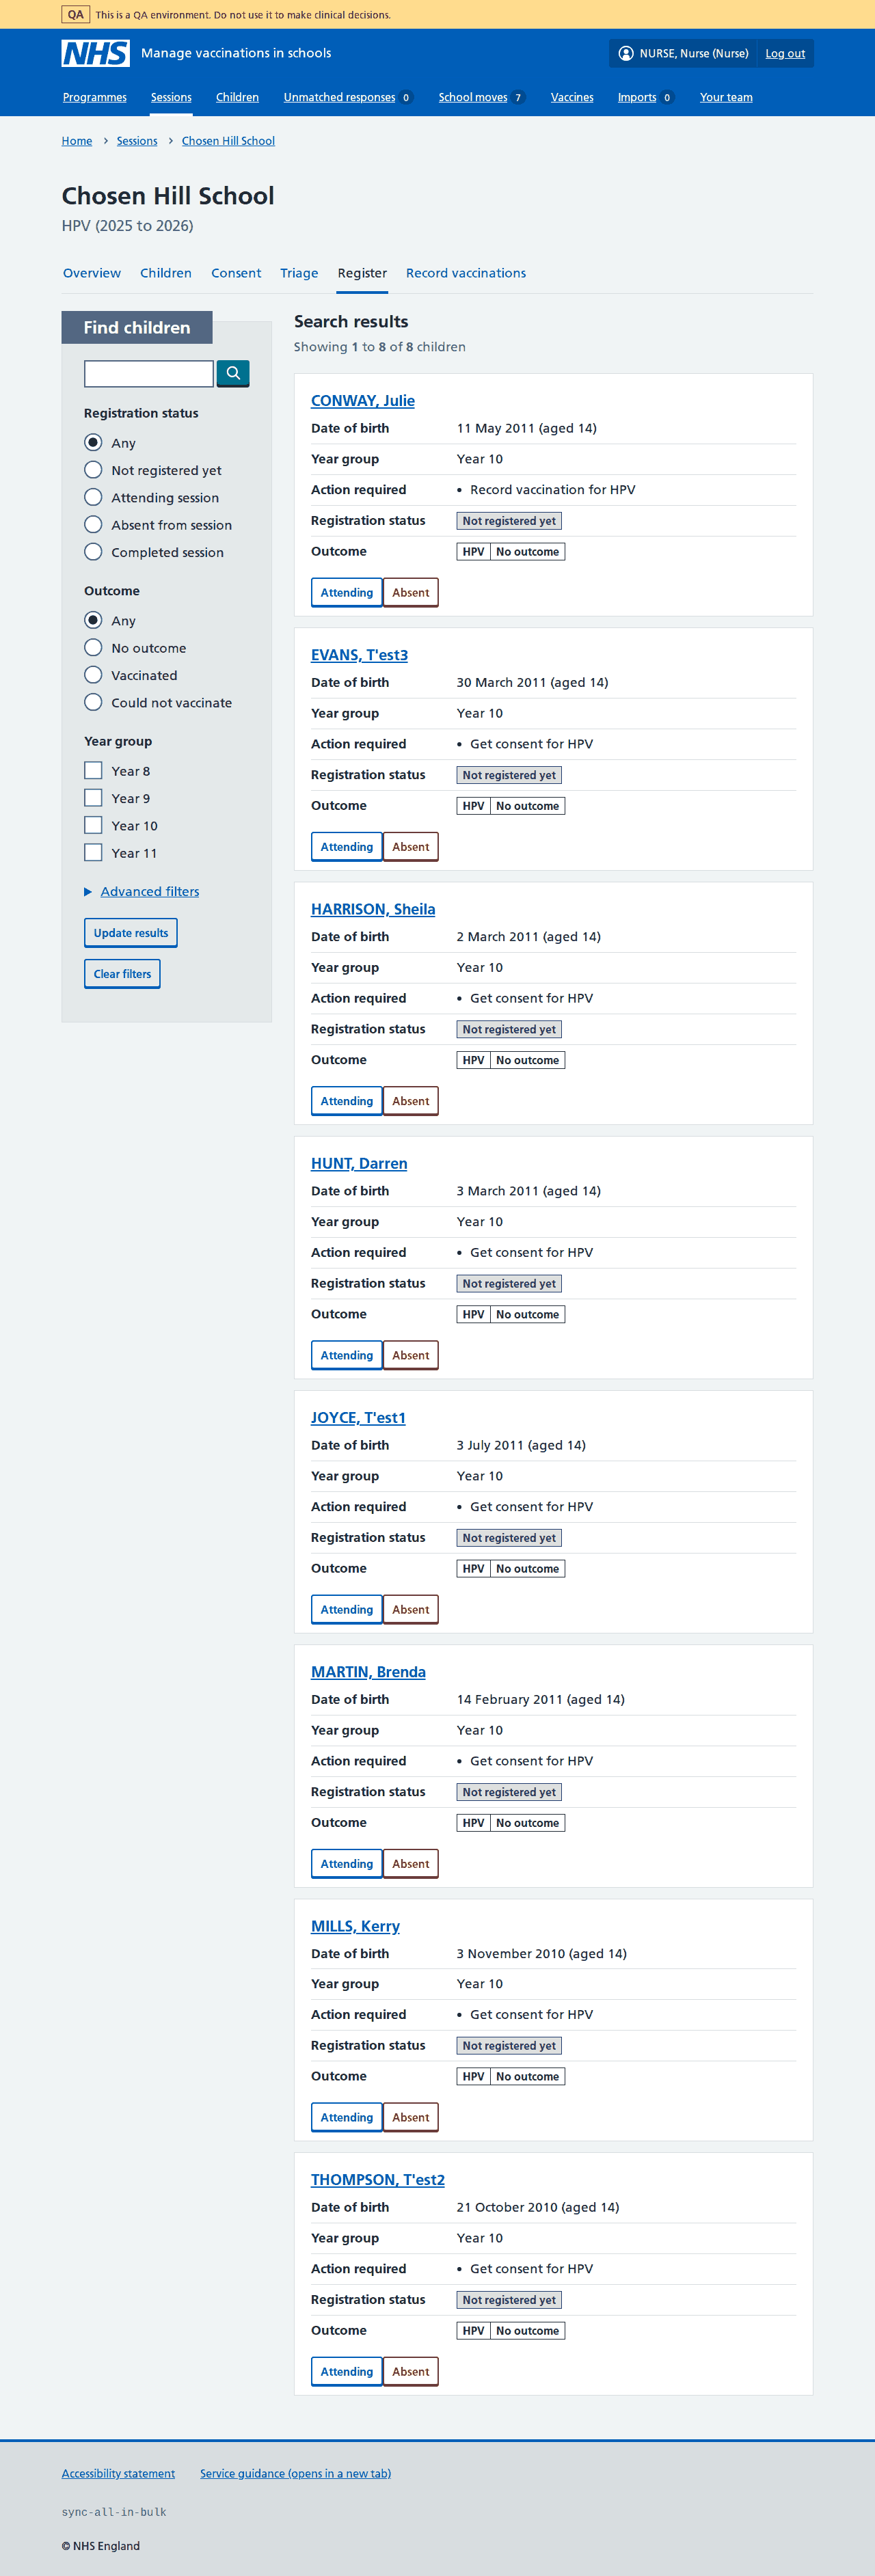 QA This is a QA environment. Do not use it to make clinical decisions.
NHS Manage vaccinations in schools NURSE, Nurse (Nurse) Log out
Programmes Sessions Children Unmatched responses 0 School moves 7 Vaccines Imports 0 Your team
Home Sessions Chosen Hill School
Chosen Hill School
HPV (2025 to 2026)
Overview Children Consent Triage Register Record vaccinations
Find children
Registration status
Any
Not registered yet
Attending session
Absent from session
Completed session
Outcome
Any
No outcome
Vaccinated
Could not vaccinate
Year group
Year 8
Year 9
Year 10
Year 11
Advanced filters
Update results
Clear filters
Search results
Showing 1 to 8 of 8 children
CONWAY, Julie
Date of birth 11 May 2011 (aged 14)
Year group Year 10
Action required • Record vaccination for HPV
Registration status Not registered yet
Outcome HPV No outcome
Attending Absent
EVANS, T'est3
Date of birth 30 March 2011 (aged 14)
Year group Year 10
Action required • Get consent for HPV
Registration status Not registered yet
Outcome HPV No outcome
Attending Absent
HARRISON, Sheila
Date of birth 2 March 2011 (aged 14)
Year group Year 10
Action required • Get consent for HPV
Registration status Not registered yet
Outcome HPV No outcome
Attending Absent
HUNT, Darren
Date of birth 3 March 2011 (aged 14)
Year group Year 10
Action required • Get consent for HPV
Registration status Not registered yet
Outcome HPV No outcome
Attending Absent
JOYCE, T'est1
Date of birth 3 July 2011 (aged 14)
Year group Year 10
Action required • Get consent for HPV
Registration status Not registered yet
Outcome HPV No outcome
Attending Absent
MARTIN, Brenda
Date of birth 14 February 2011 (aged 14)
Year group Year 10
Action required • Get consent for HPV
Registration status Not registered yet
Outcome HPV No outcome
Attending Absent
MILLS, Kerry
Date of birth 3 November 2010 (aged 14)
Year group Year 10
Action required • Get consent for HPV
Registration status Not registered yet
Outcome HPV No outcome
Attending Absent
THOMPSON, T'est2
Date of birth 21 October 2010 (aged 14)
Year group Year 10
Action required • Get consent for HPV
Registration status Not registered yet
Outcome HPV No outcome
Attending Absent
Accessibility statement Service guidance (opens in a new tab)
sync-all-in-bulk
© NHS England